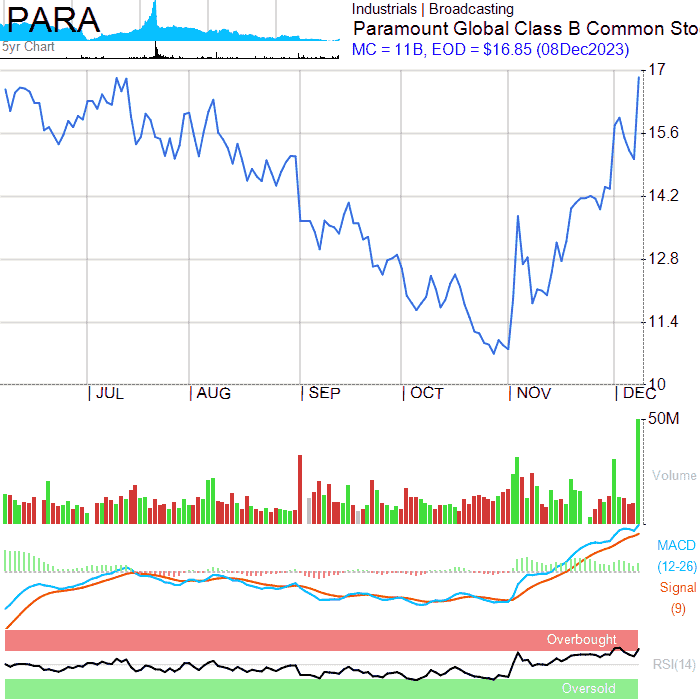 PARA
5yr Chart
Industrials | Broadcasting
Paramount Global Class B Common Sto
MC = 11B, EOD = $16.85 (08Dec2023)
17
15.6
14.2
12.8
11.4
10
JUL AUG SEP OCT NOV DEC
50M
Volume
MACD
(12-26)
Signal
(9)
Overbought
RSI(14)
Oversold